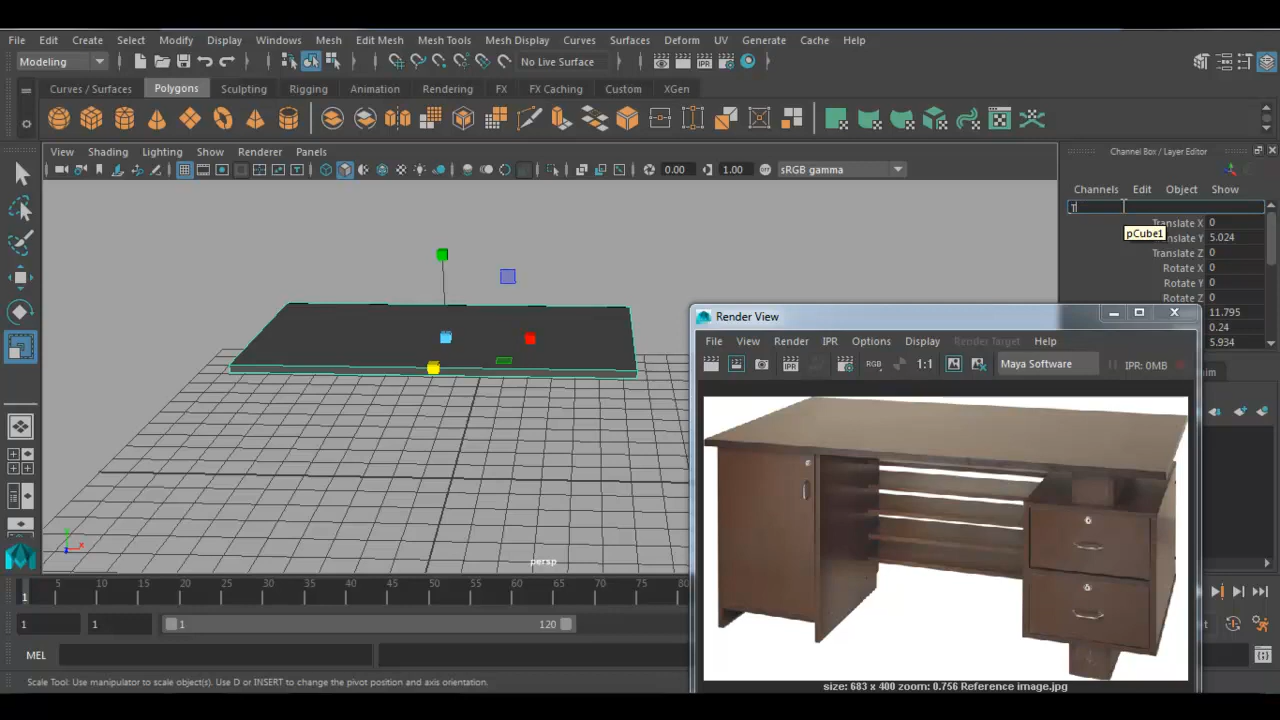 File Edit Create Select Modify Display Windows Mesh Edit Mesh Mesh Tools Mesh Display Curves Surfaces Deform UV Generate Cache Help
Modeling No Live Surface IPR
Curves / Surfaces Polygons Sculpting Rigging Animation Rendering FX FX Caching Custom XGen
View Shading Lighting Show Renderer Panels
0.00 1.00 sRGB gamma
Channel Box / Layer Editor
Channels Edit Object Show
T
pCube1
Translate X 0
anslate Y 5.024
Translate Z 0
Rotate X 0
Rotate Y 0
Rotate Z 0
11.795
0.24
5.934
im
Render View
File View Render IPR Options Display Render Target Help
IPR RGB 1:1 Maya Software IPR: 0MB
size: 683 x 400 zoom: 0.756 Reference image.jpg
persp
y x
1 5 10 15 20 25 30 35 40 45 50 55 60 65 70 75 80
1 1 1 120
MEL
Scale Tool: Use manipulator to scale object(s). Use D or INSERT to change the pivot position and axis orientation.